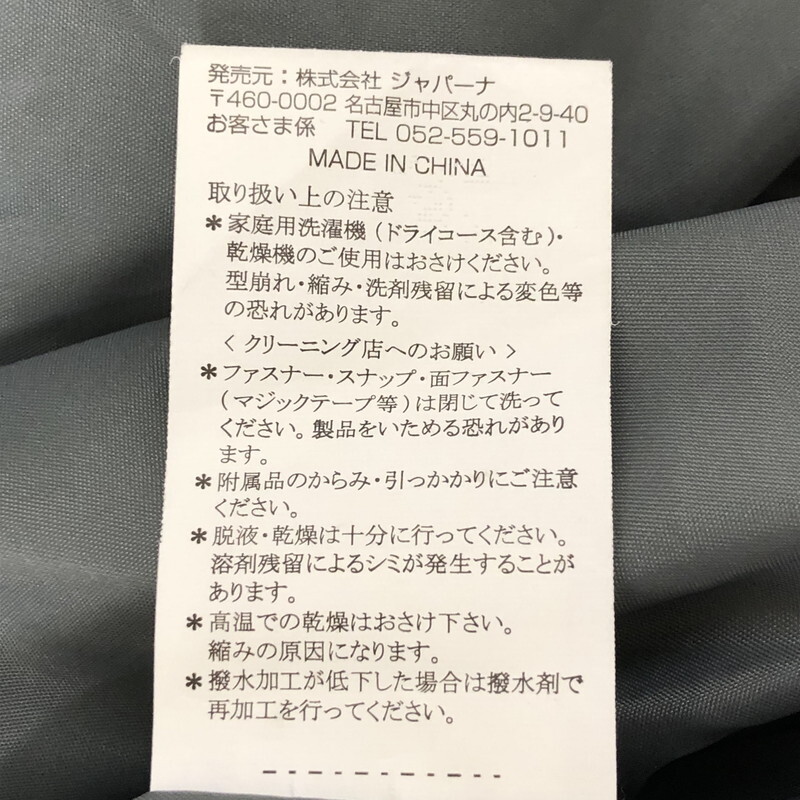 発売元：株式会社 ジャパーナ
〒460-0002 名古屋市中区丸の内2-9-40
お客さま係 TEL 052-559-1011
MADE IN CHINA
取り扱い上の注意
＊家庭用洗濯機（ドライコース含む）・
乾燥機のご使用はおさけください。
型崩れ・縮み・洗剤残留による変色等
の恐れがあります。
＜クリーニング店へのお願い＞
＊ファスナー・スナップ・面ファスナー
（マジックテープ等）は閉じて洗って
ください。製品をいためる恐れがあり
ます。
＊附属品のからみ・引っかかりにご注意
ください。
＊脱液・乾燥は十分に行ってください。
溶剤残留によるシミが発生することが
あります。
＊高温での乾燥はおさけ下さい。
縮みの原因になります。
＊撥水加工が低下した場合は撥水剤で
再加工を行ってください。